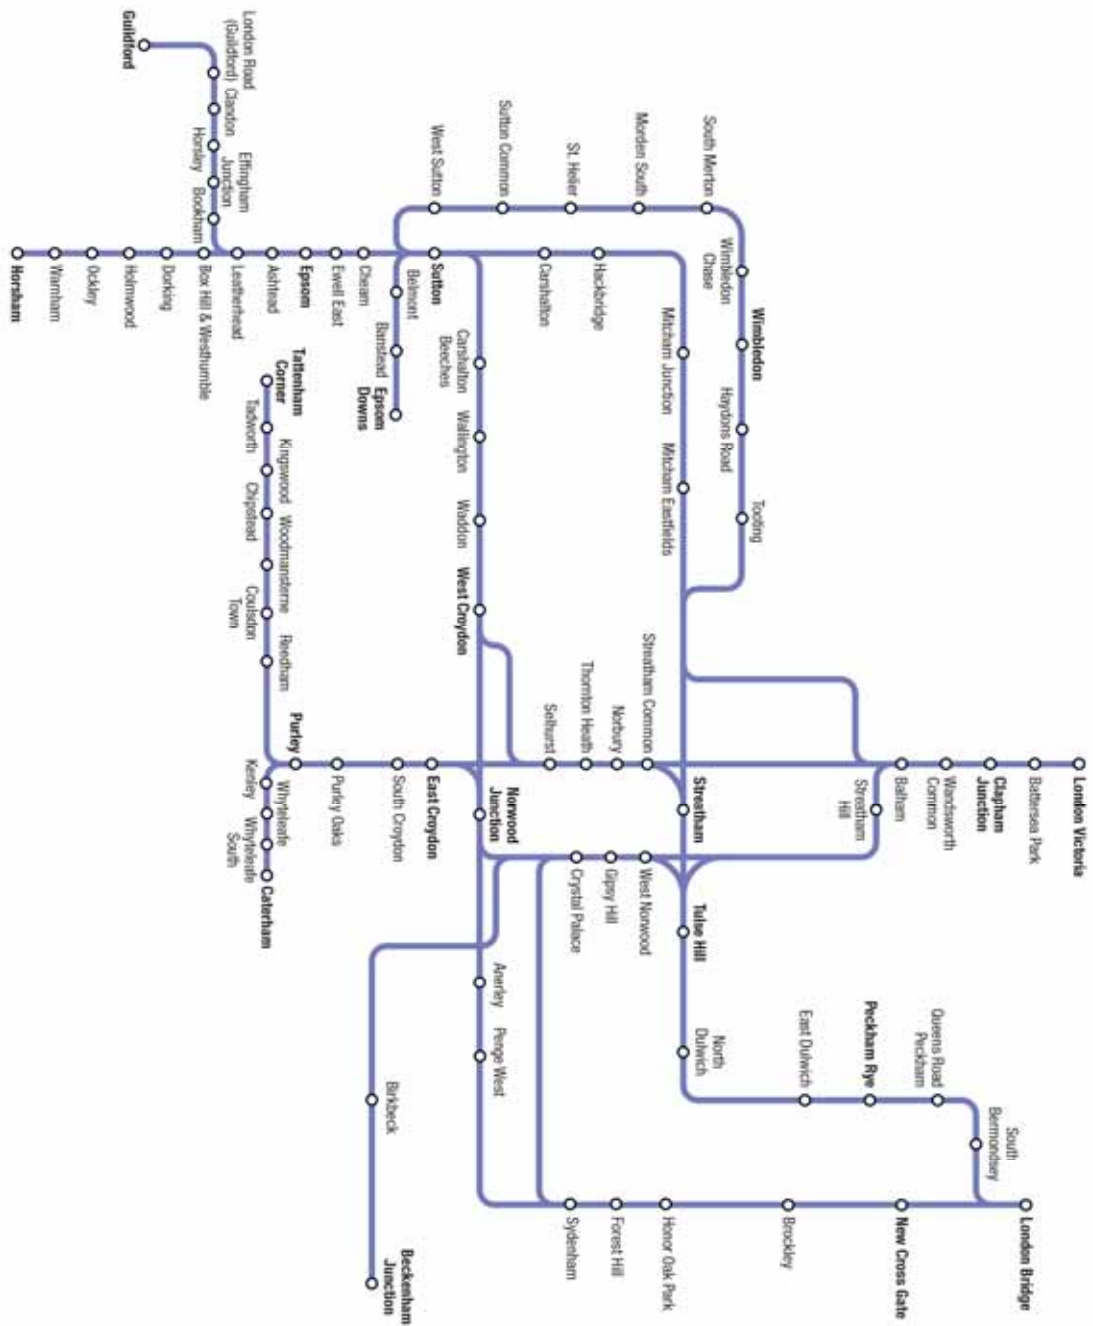 London Victoria
Battersea Park
Clapham
Junction
Wandsworth
Common
Balham
Streatham
Hill
London Bridge
South
Bermondsey
Queens Road
Peckham
Peckham Rye
East Dulwich
North
Dulwich
Tulse Hill
New Cross Gate
Brockley
Honor Oak Park
Forest Hill
Sydenham
Penge West
Anerley
Norwood
Junction
Crystal Palace
Gipsy Hill
West Norwood
Streatham
Streatham Common
Norbury
Thornton Heath
Selhurst
East Croydon
South Croydon
Purley Oaks
Purley
Kenley
Whyteleafe
Whyteleafe
South
Caterham
Reedham
Coulsdon
Town
Woodmansterne
Chipstead
Kingswood
Tadworth
Tattenham
Corner
Birkbeck
Beckenham
Junction
Tooting
Haydons Road
Wimbledon
Wimbledon
Chase
South Merton
Morden South
St. Helier
Sutton Common
West Sutton
Mitcham Eastfields
Mitcham Junction
Hackbridge
Carshalton
West Croydon
Waddon
Wallington
Carshalton
Beeches
Sutton
Belmont
Banstead
Epsom
Downs
Cheam
Ewell East
Epsom
Ashtead
Leatherhead
Box Hill & Westhumble
Dorking
Holmwood
Ockley
Warnham
Horsham
Bookham
Effingham
Junction
Horsley
Clandon
London Road
(Guildford)
Guildford